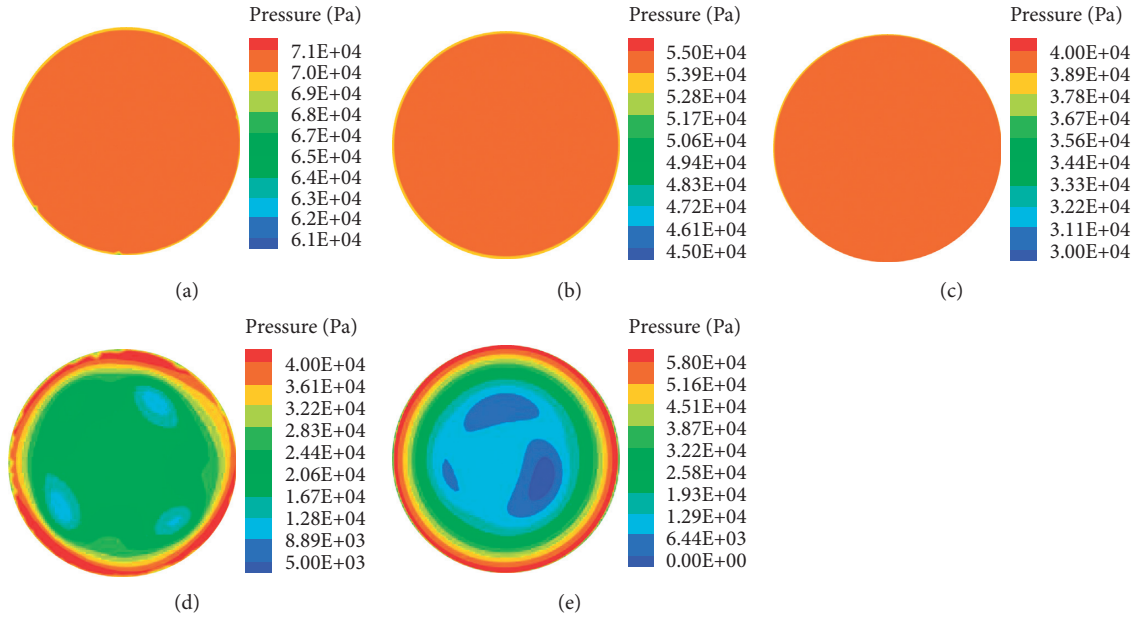 Pressure (Pa)
7.1E+04
7.0E+04
6.9E+04
6.8E+04
6.7E+04
6.5E+04
6.4E+04
6.3E+04
6.2E+04
6.1E+04
(a)
Pressure (Pa)
5.50E+04
5.39E+04
5.28E+04
5.17E+04
5.06E+04
4.94E+04
4.83E+04
4.72E+04
4.61E+04
4.50E+04
(b)
Pressure (Pa)
4.00E+04
3.89E+04
3.78E+04
3.67E+04
3.56E+04
3.44E+04
3.33E+04
3.22E+04
3.11E+04
3.00E+04
(c)
Pressure (Pa)
4.00E+04
3.61E+04
3.22E+04
2.83E+04
2.44E+04
2.06E+04
1.67E+04
1.28E+04
8.89E+03
5.00E+03
(d)
Pressure (Pa)
5.80E+04
5.16E+04
4.51E+04
3.87E+04
3.22E+04
2.58E+04
1.93E+04
1.29E+04
6.44E+03
0.00E+00
(e)